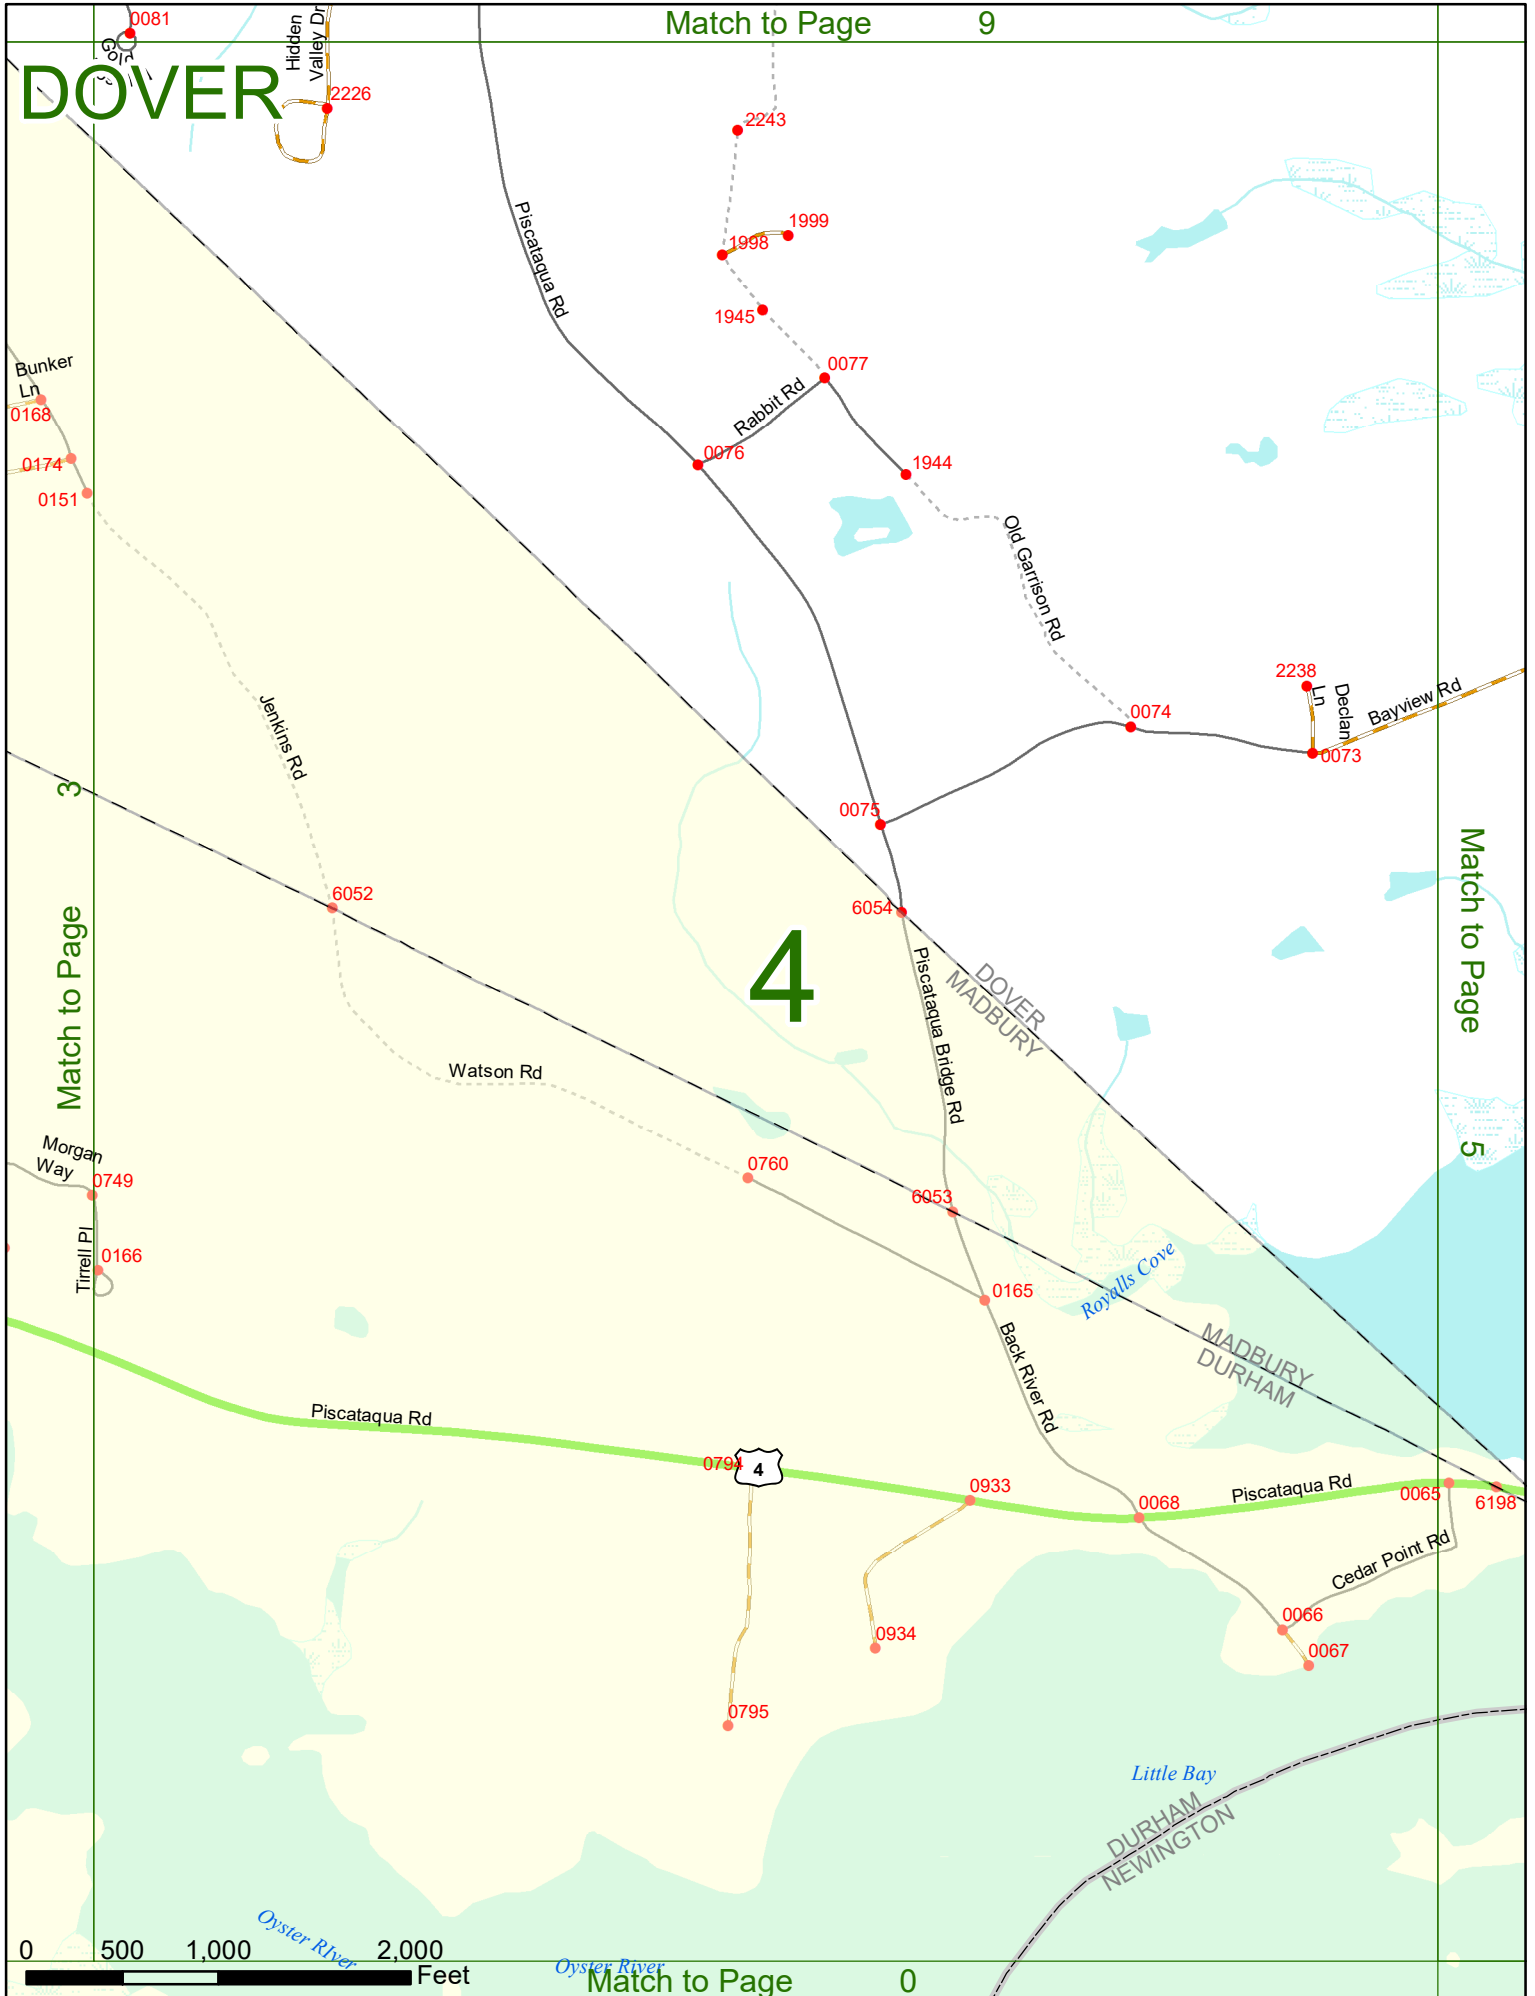 0081
Match to Page 9
Hidden
Valley Dr
DOVER
2226
2243
Piscataqua Rd
1999
1998
1945
0077
Bunker
Ln
Rabbit Rd
0168
0076
0174
1944
0151
Old Garrison Rd
2238
Declan
Ln
Bayview Rd
Jenkins Rd
0074
0073
3
0075
Match to Page
6052
6054
4
Match to Page
DOVER
MADBURY
Piscataqua Bridge Rd
Watson Rd
Morgan
Way
5
0749
0760
6053
Tirrell Pl
0166
Royalls Cove
0165
Back River Rd
MADBURY
DURHAM
Piscataqua Rd
0794
4
0933
0068
Piscataqua Rd
0065
6198
Cedar Point Rd
0066
0934
0067
0795
Little Bay
DURHAM
NEWINGTON
Oyster RIver
Oyster River
0 500 1,000 2,000
Feet
Match to Page 0